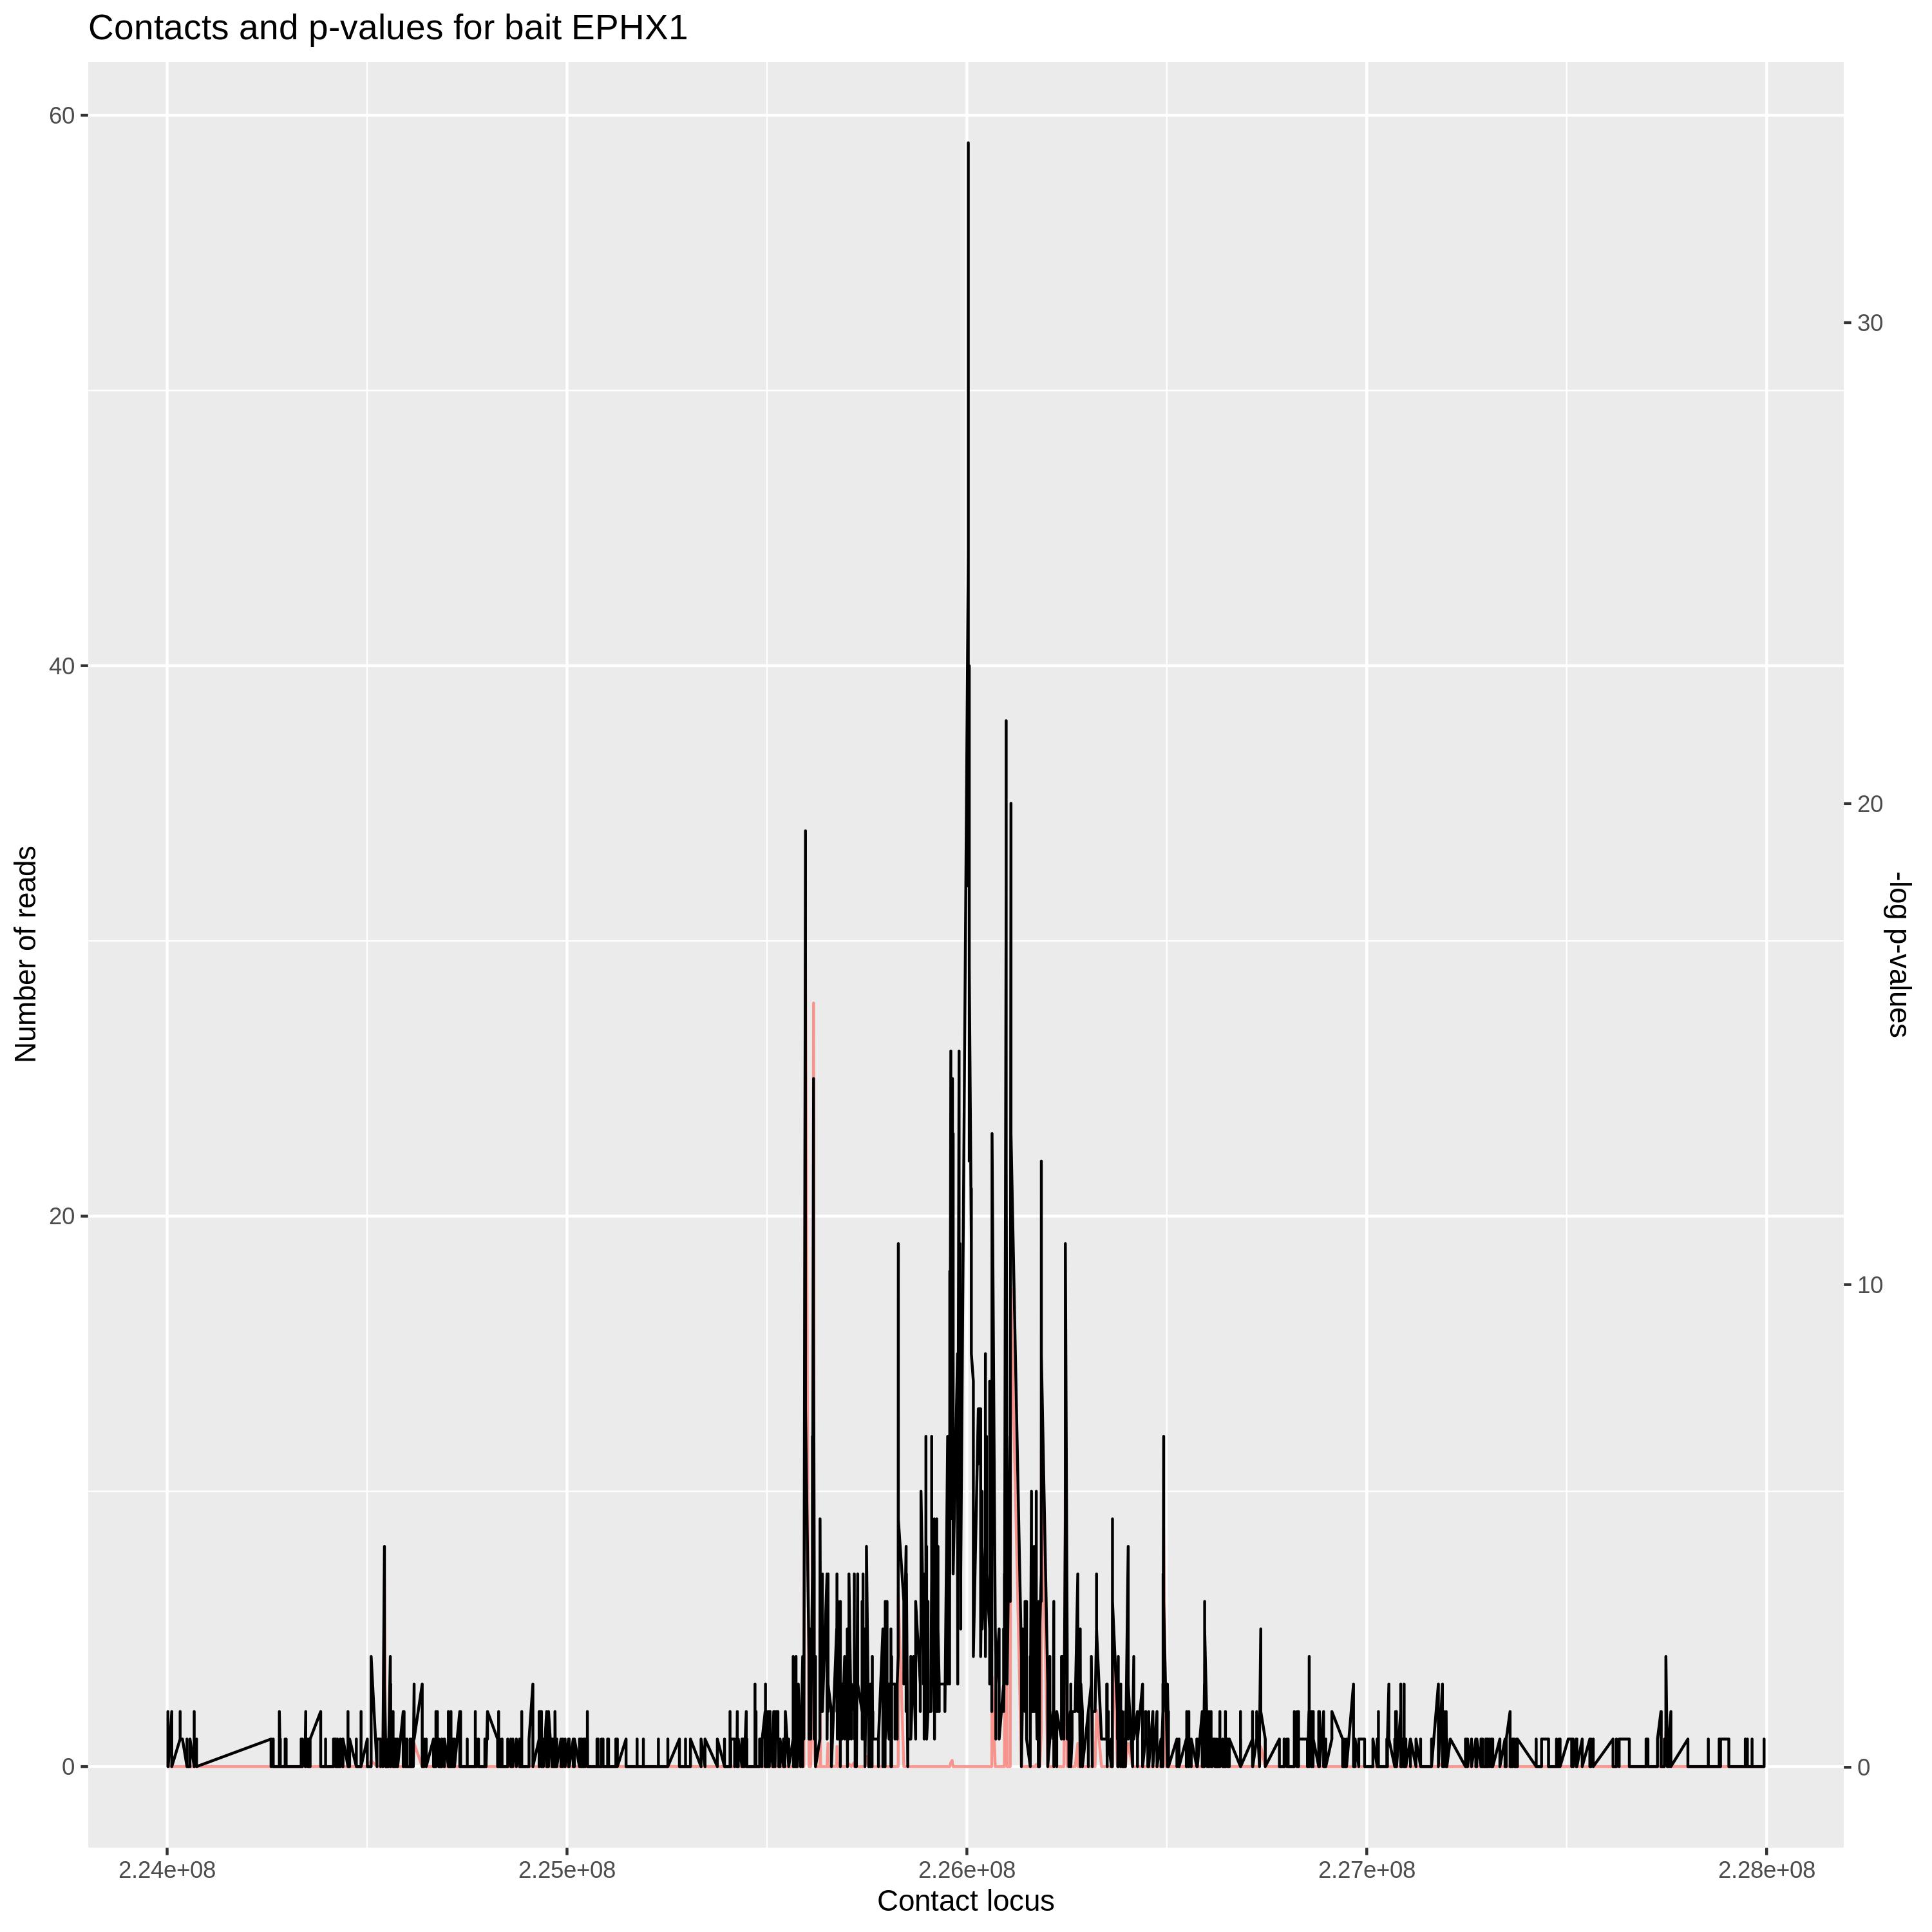 Contacts and p-values for bait EPHX1
60
40
20
0
Number of reads
30
20
10
0
-log p-values
2.24e+08 2.25e+08 2.26e+08 2.27e+08 2.28e+08
Contact locus